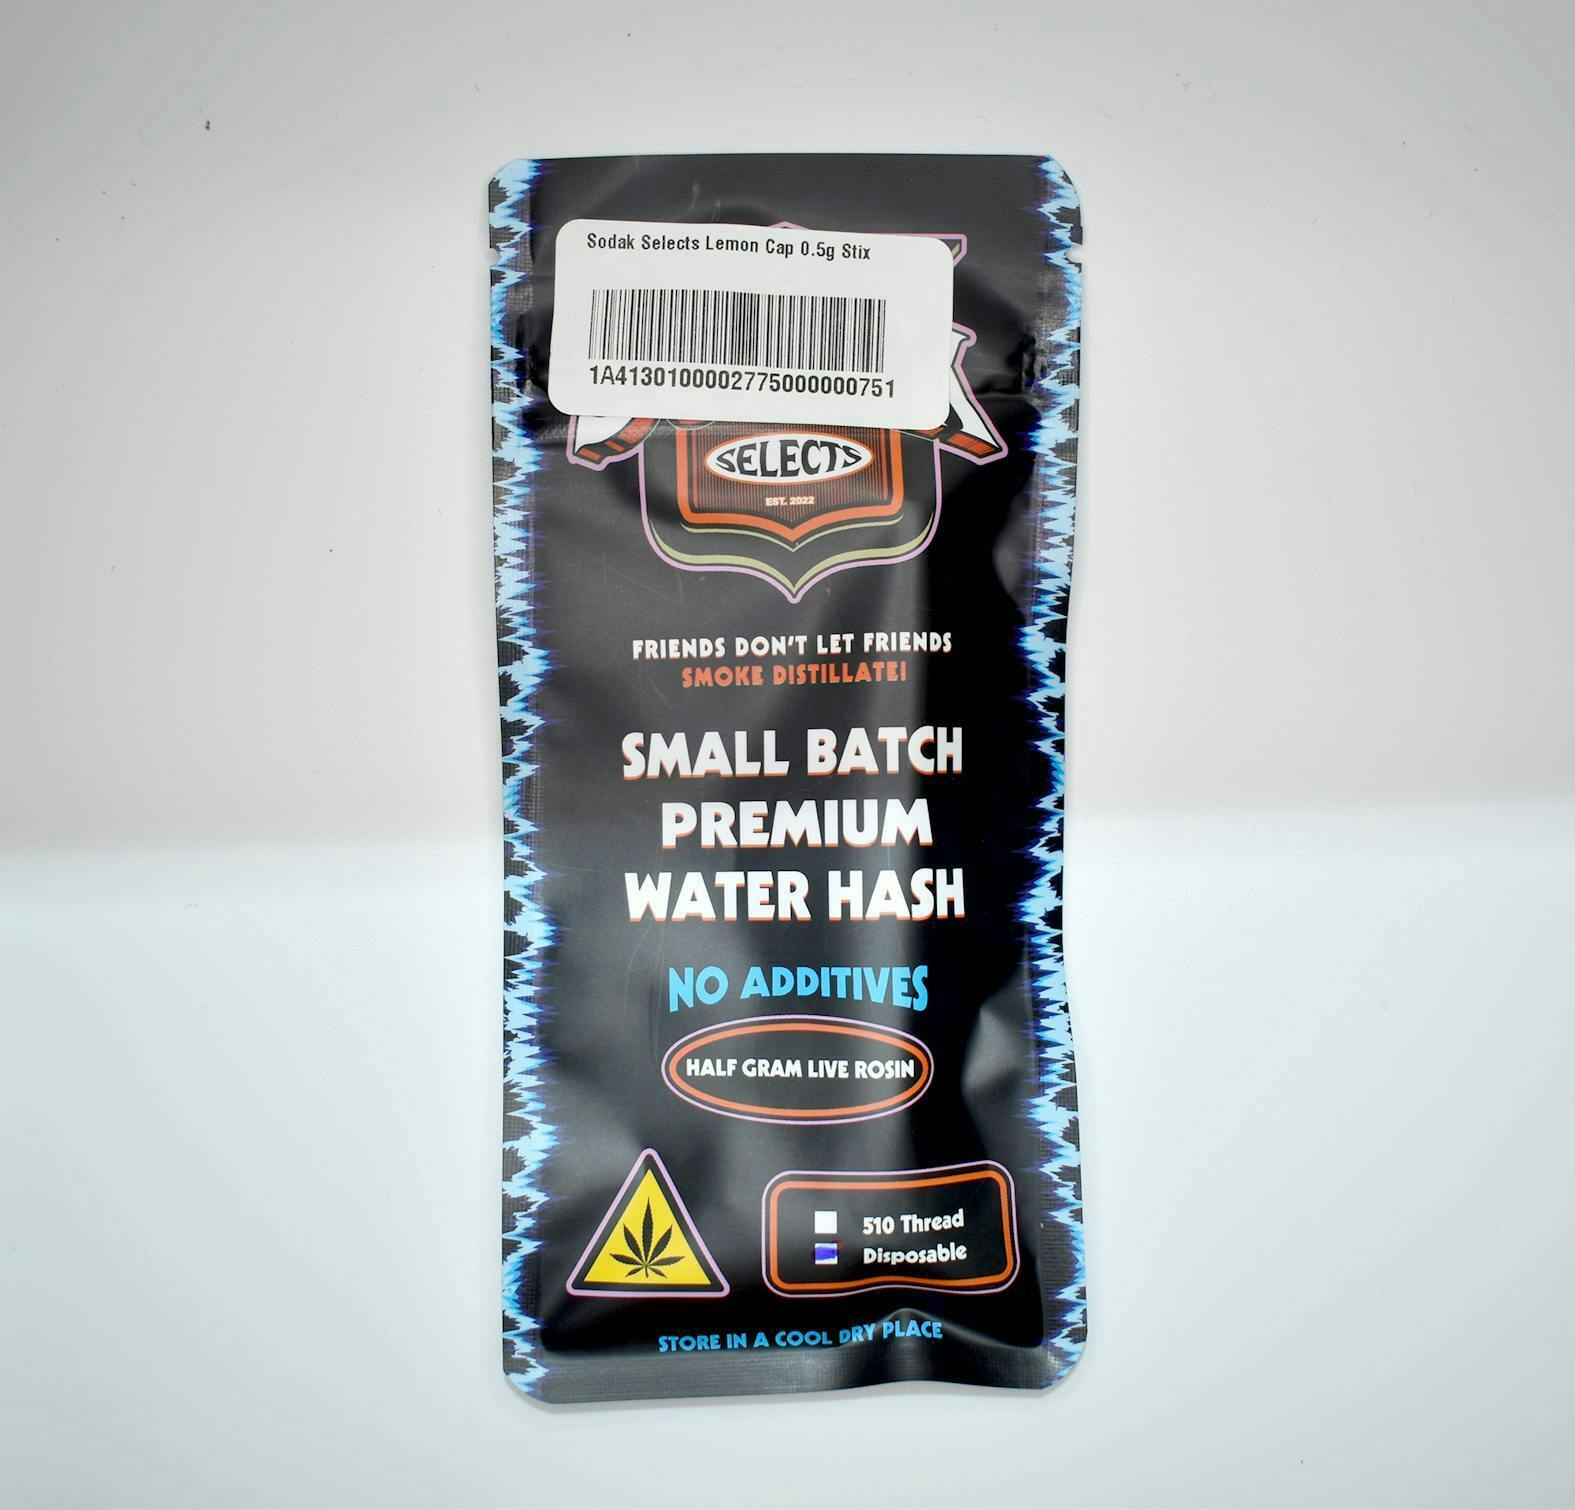 Sodak Selects Lemon Cap 0.5g Stix
1A4130100002775000000751
SELECTS
EST. 2022
FRIENDS DON'T LET FRIENDS
SMOKE DISTILLATE!
SMALL BATCH
PREMIUM
WATER HASH
NO ADDITIVES
HALF GRAM LIVE ROSIN
510 Thread
Disposable
STORE IN A COOL DRY PLACE